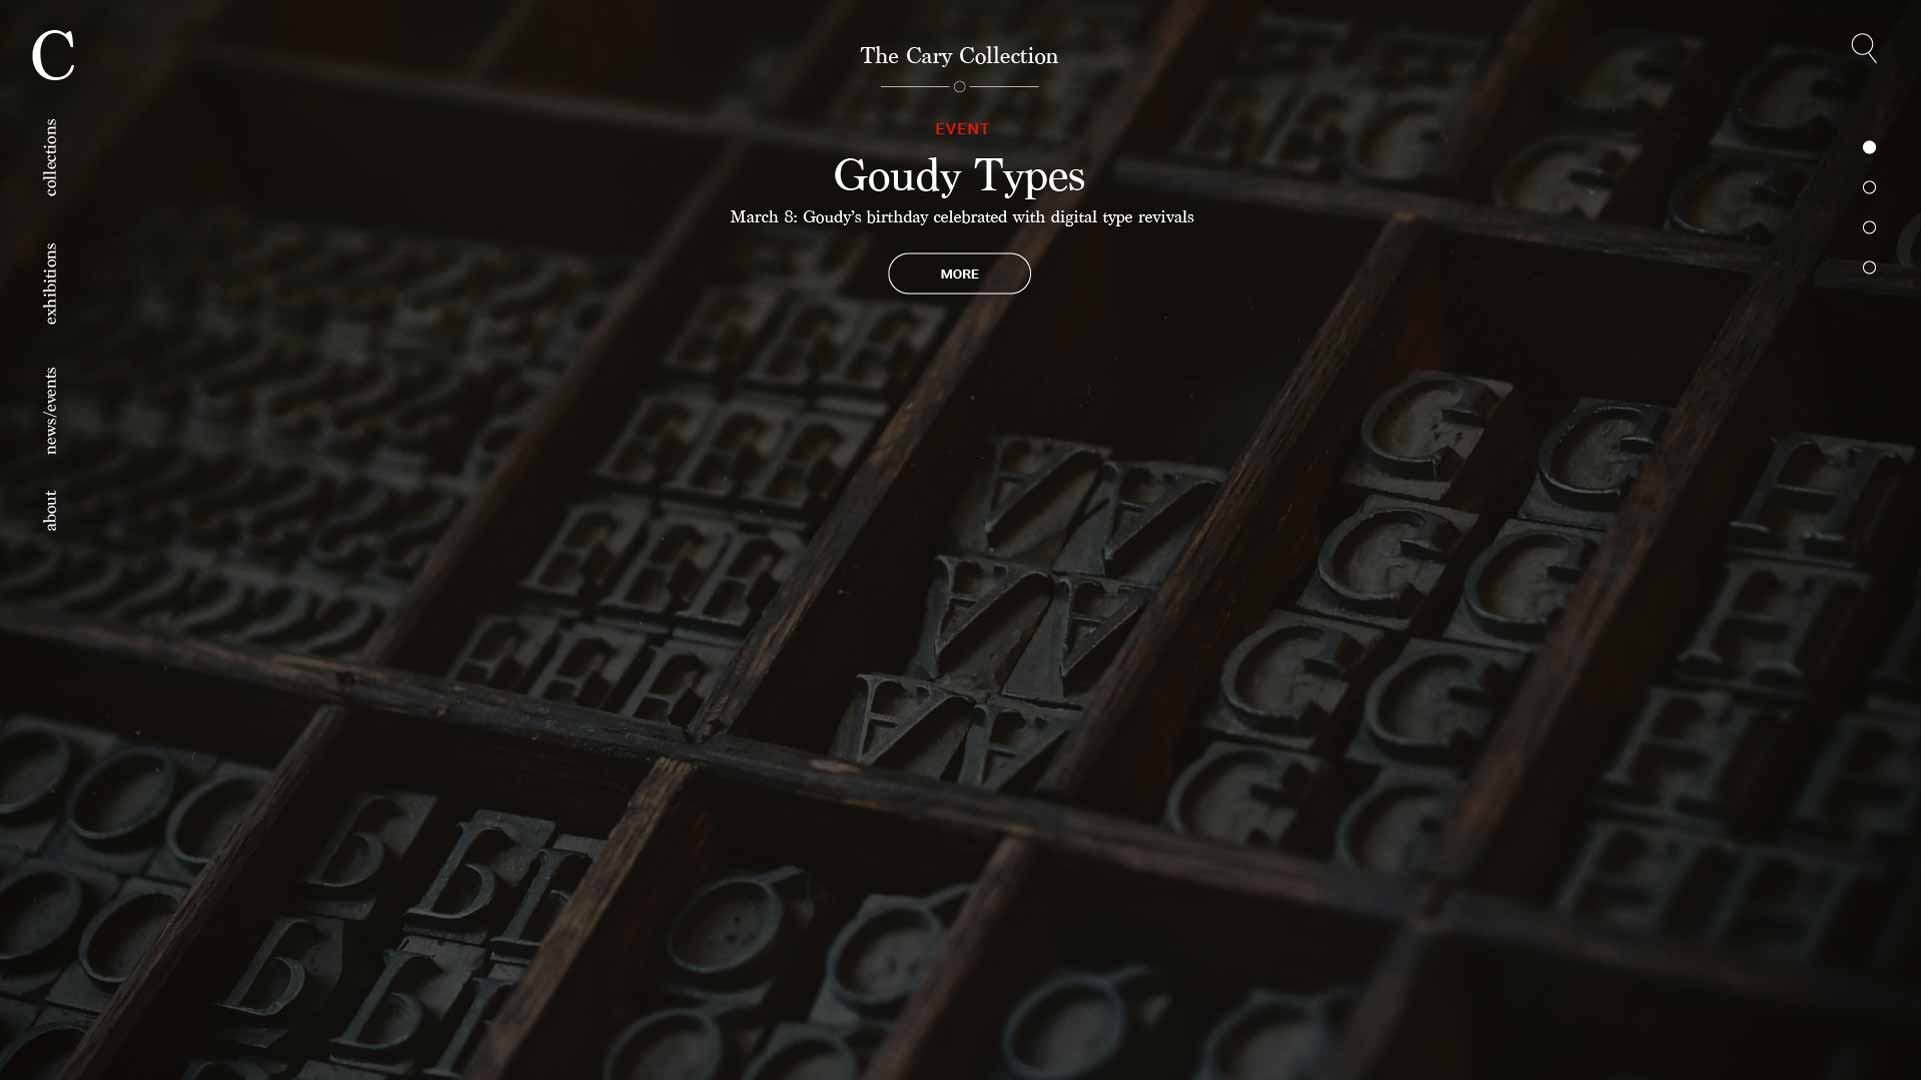 C
The Cary Collection
EVENT
Goudy Types
March 8: Goudy's birthday celebrated with digital type revivals
MORE
collections
exhibitions
news/events
about